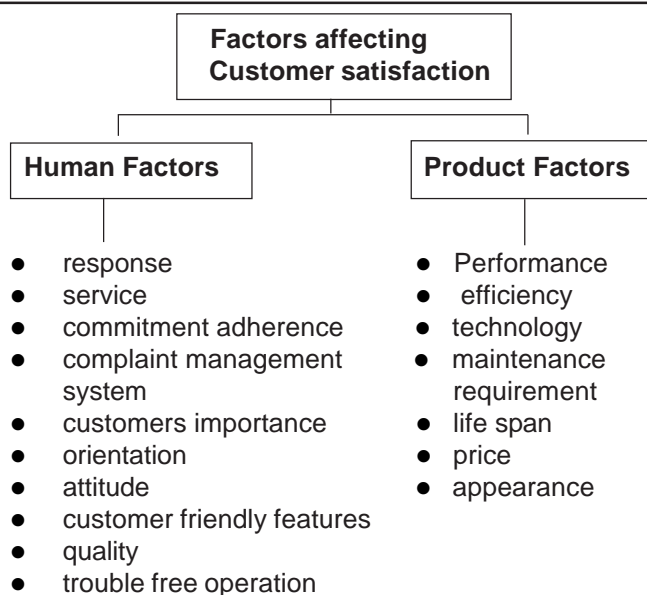 Factors affecting
Customer satisfaction
Human Factors
● response
● service
● commitment adherence
● complaint management
system
● customers importance
● orientation
● attitude
● customer friendly features
● quality
● trouble free operation
Product Factors
● Performance
● efficiency
● technology
● maintenance
requirement
● life span
● price
● appearance